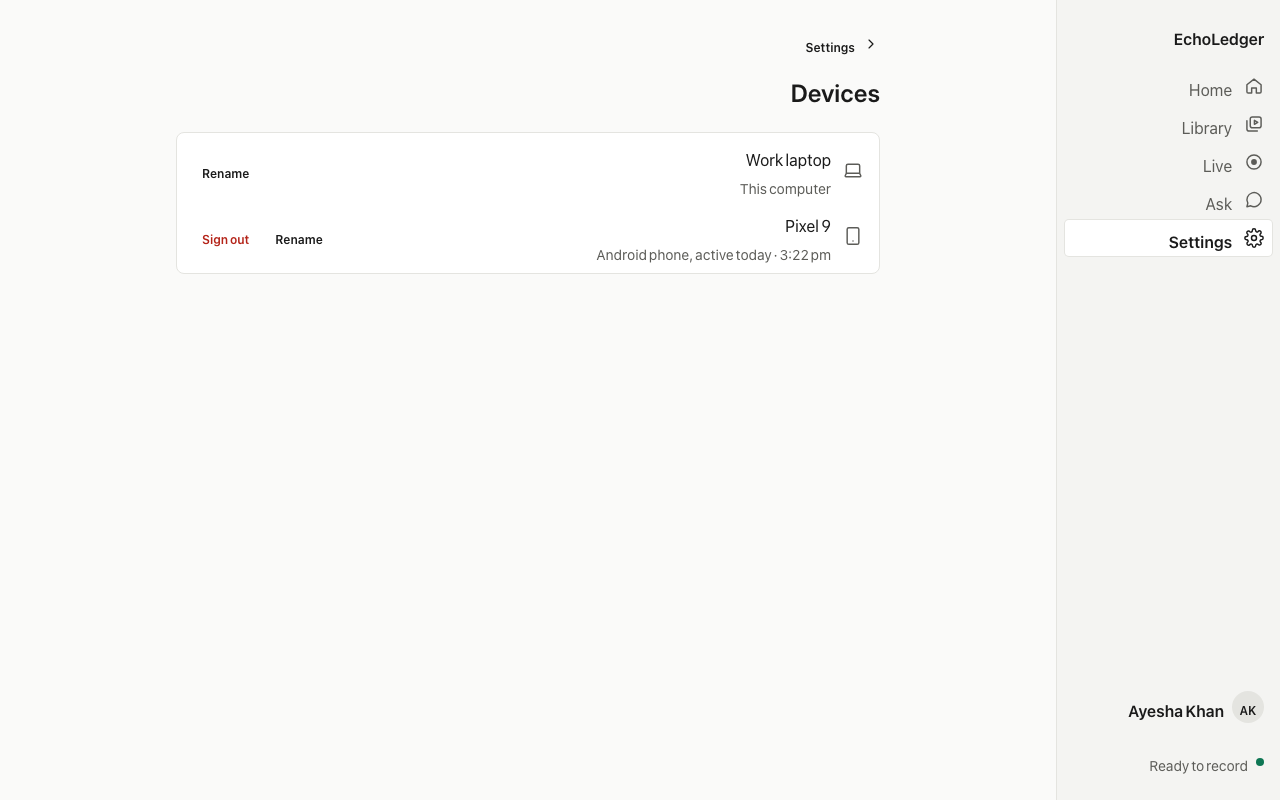 EchoLedger
Home
Library
Live
Ask
Settings
Ayesha Khan
AK
Ready to record
Settings
Devices
Work laptop
This computer
Rename
Pixel 9
Android phone, active today · 3:22 pm
Rename
Sign out